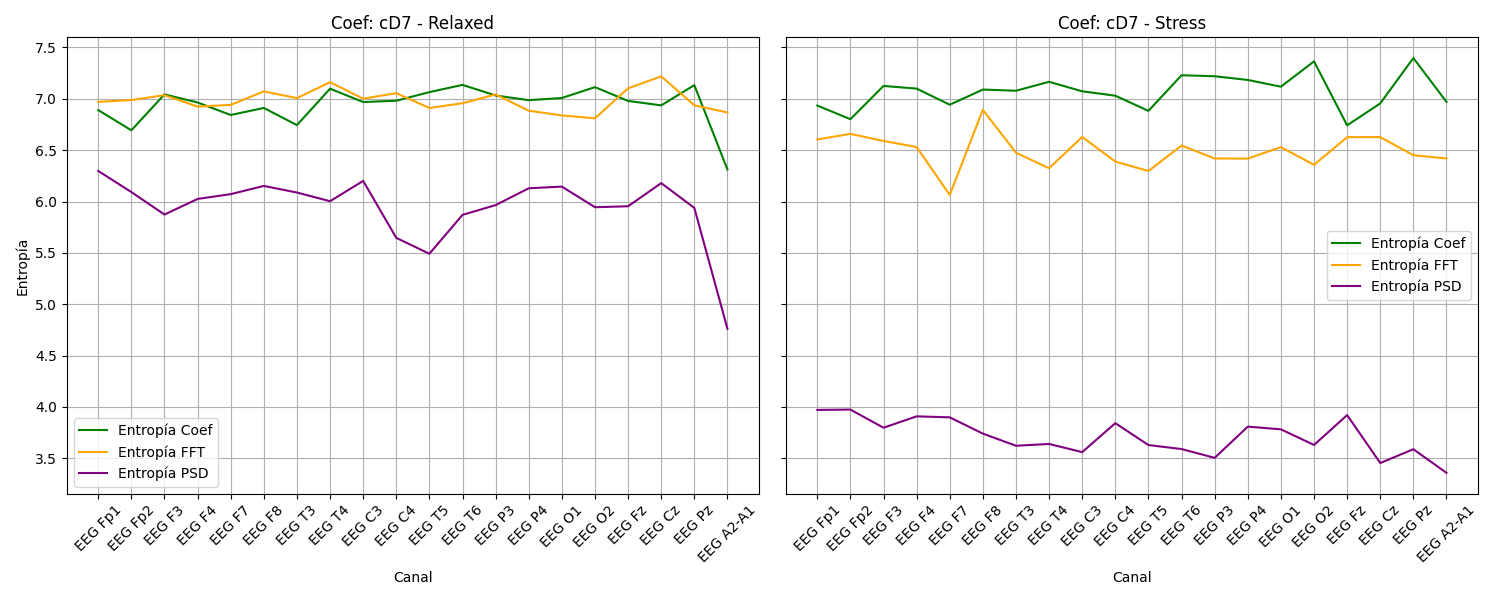 Coef: cD7 - Relaxed
Entropía
7.5
7.0
6.5
6.0
5.5
5.0
4.5
4.0
3.5
Entropía Coef
Entropía FFT
Entropía PSD
EEG Fp1
EEG Fp2
EEG F3
EEG F4
EEG F7
EEG F8
EEG T3
EEG T4
EEG C3
EEG C4
EEG T5
EEG T6
EEG P3
EEG P4
EEG O1
EEG O2
EEG Fz
EEG Cz
EEG Pz
EEG A2-A1
Canal
Coef: cD7 - Stress
Entropía Coef
Entropía FFT
Entropía PSD
EEG Fp1
EEG Fp2
EEG F3
EEG F4
EEG F7
EEG F8
EEG T3
EEG T4
EEG C3
EEG C4
EEG T5
EEG T6
EEG P3
EEG P4
EEG O1
EEG O2
EEG Fz
EEG Cz
EEG Pz
EEG A2-A1
Canal